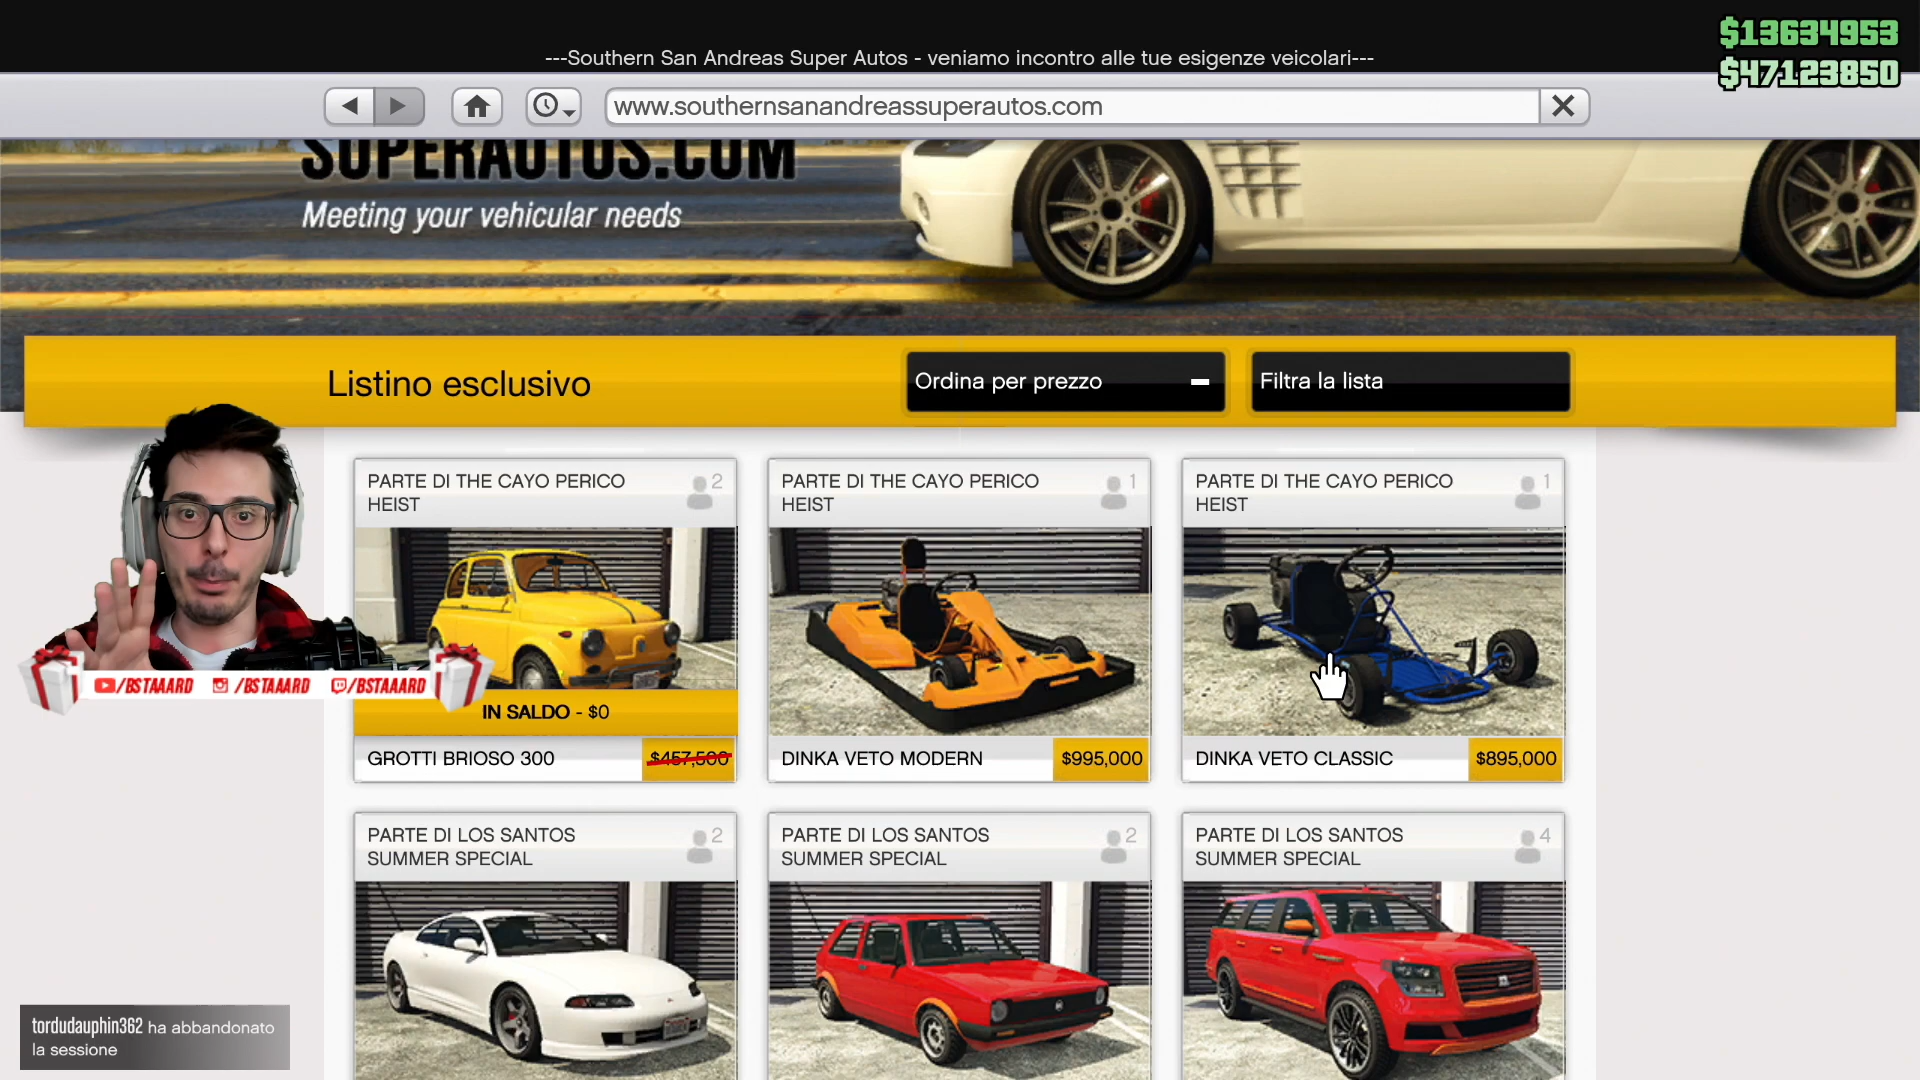 ---Southern San Andreas Super Autos - veniamo incontro alle tue esigenze veicolari---
$13634953
$47123850
www.southernsanandreassuperautos.com
SUPERAUTOS.COM
Meeting your vehicular needs
Listino esclusivo
Ordina per prezzo
Filtra la lista
PARTE DI THE CAYO PERICO HEIST
2
IN SALDO - $0
GROTTI BRIOSO 300
$457,500
PARTE DI THE CAYO PERICO HEIST
1
DINKA VETO MODERN
$995,000
PARTE DI THE CAYO PERICO HEIST
1
DINKA VETO CLASSIC
$895,000
/BSTAAARD /BSTAAARD /BSTAAARD
PARTE DI LOS SANTOS SUMMER SPECIAL
2
PARTE DI LOS SANTOS SUMMER SPECIAL
2
PARTE DI LOS SANTOS SUMMER SPECIAL
4
tordudauphin362 ha abbandonato
la sessione